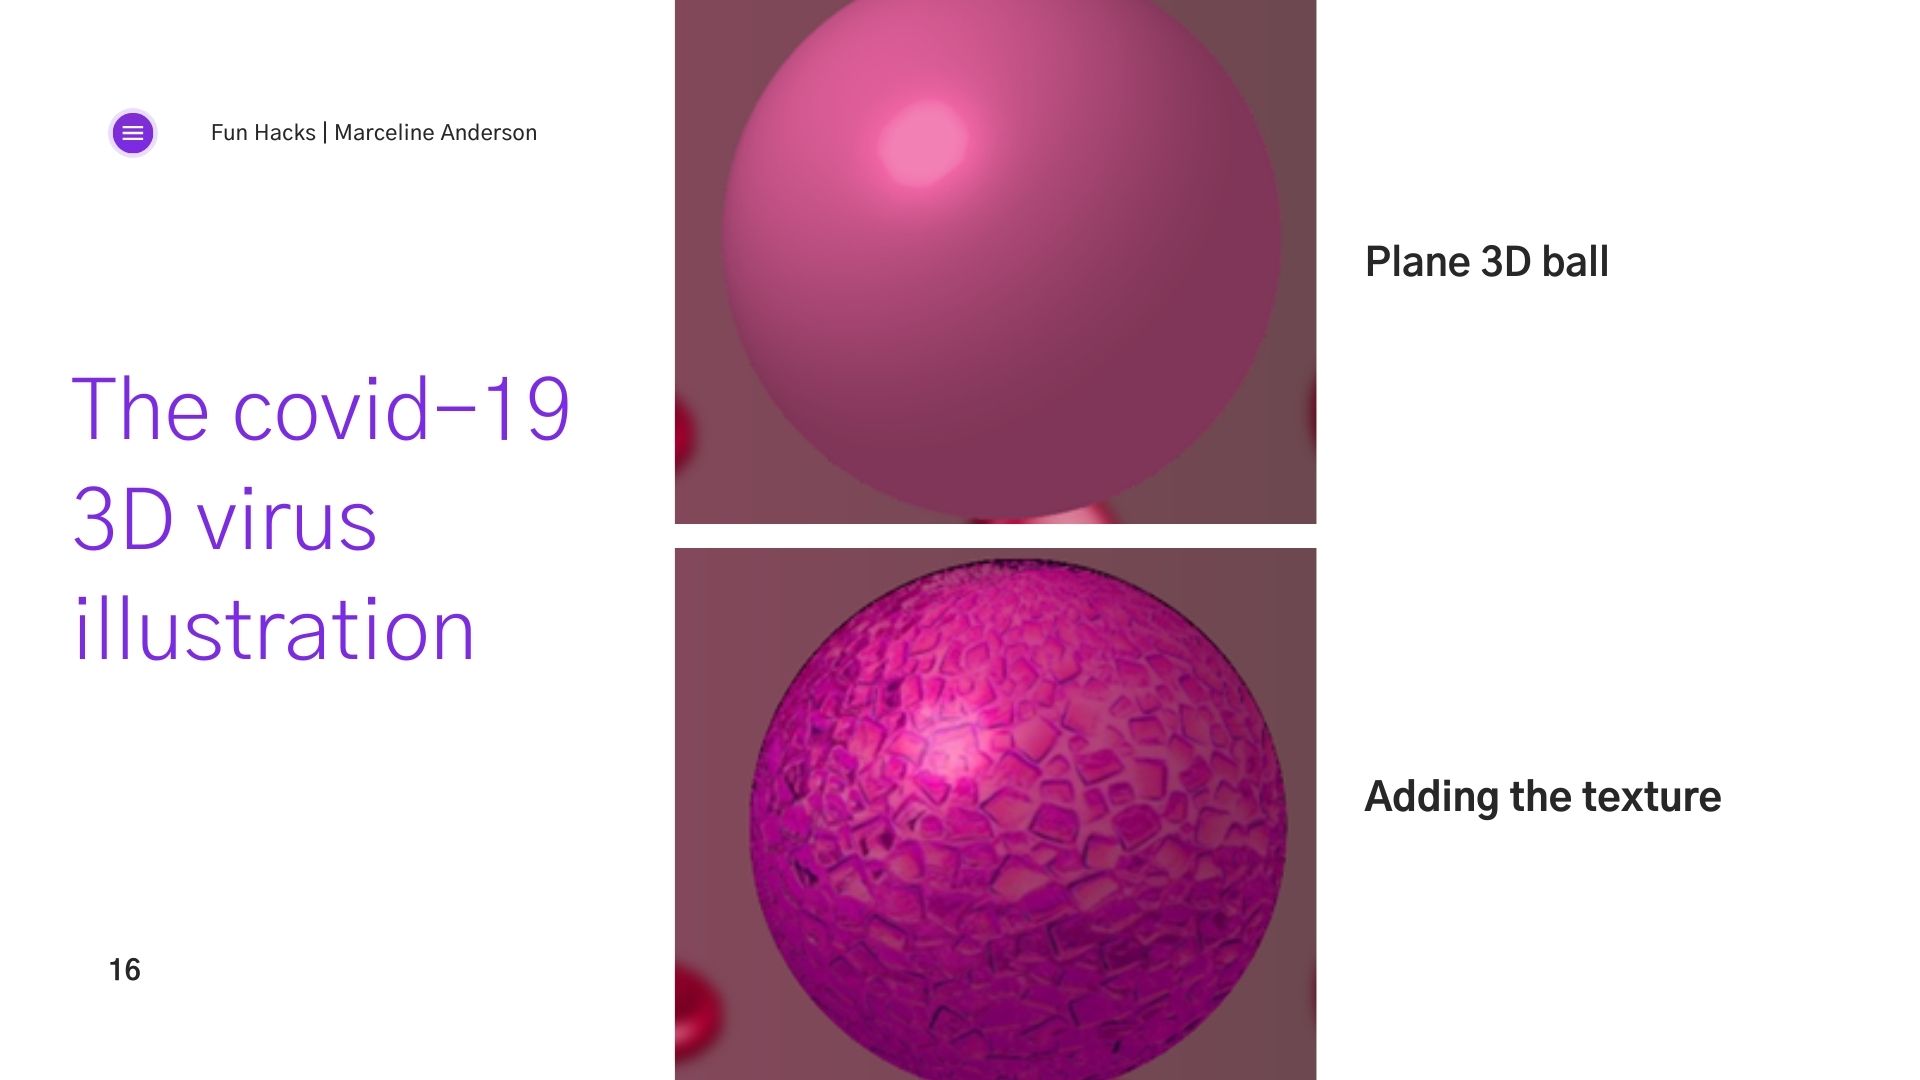 Fun Hacks | Marceline Anderson
The covid-19
3D virus
illustration
Plane 3D ball
Adding the texture
16